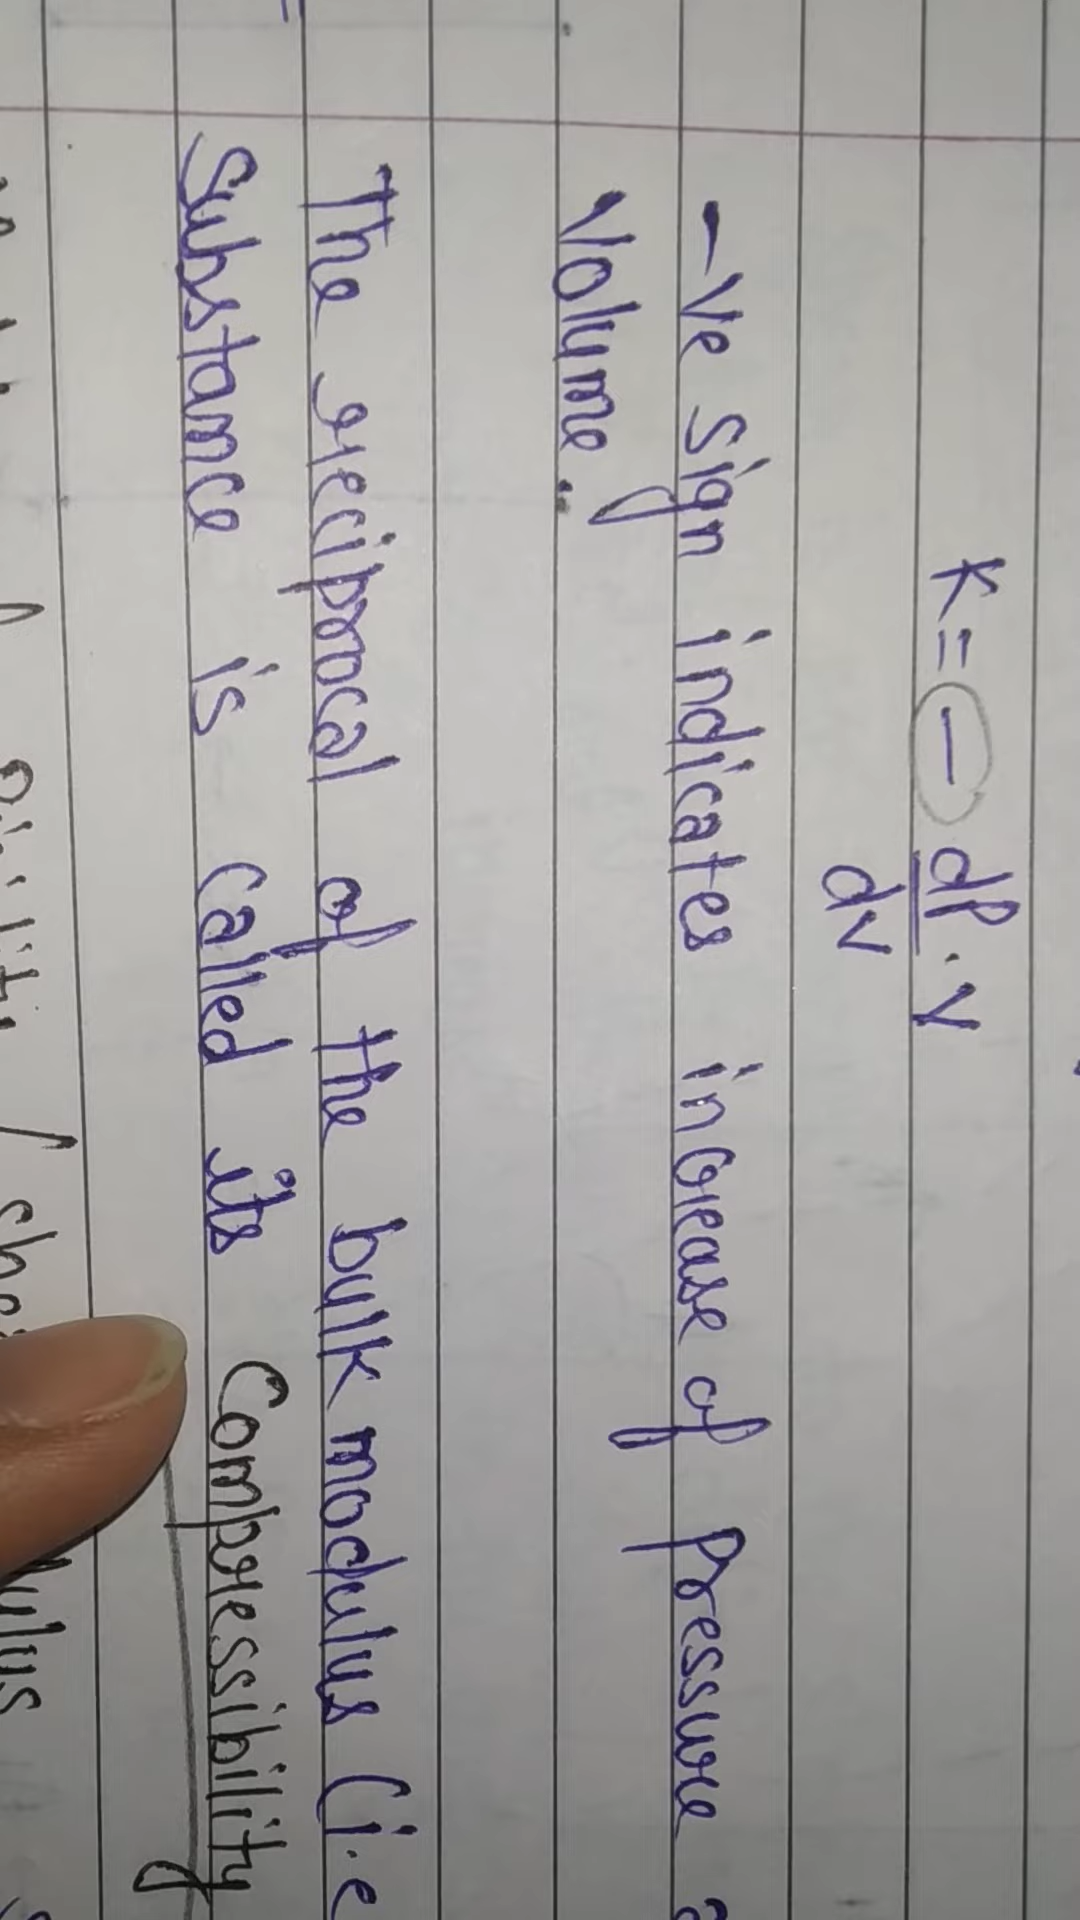 K = - dP/dv . V
-ve sign indicates increase of pressure
volume.
The reciprocal of the bulk modulus (i.e
Substance is called its Compressibility